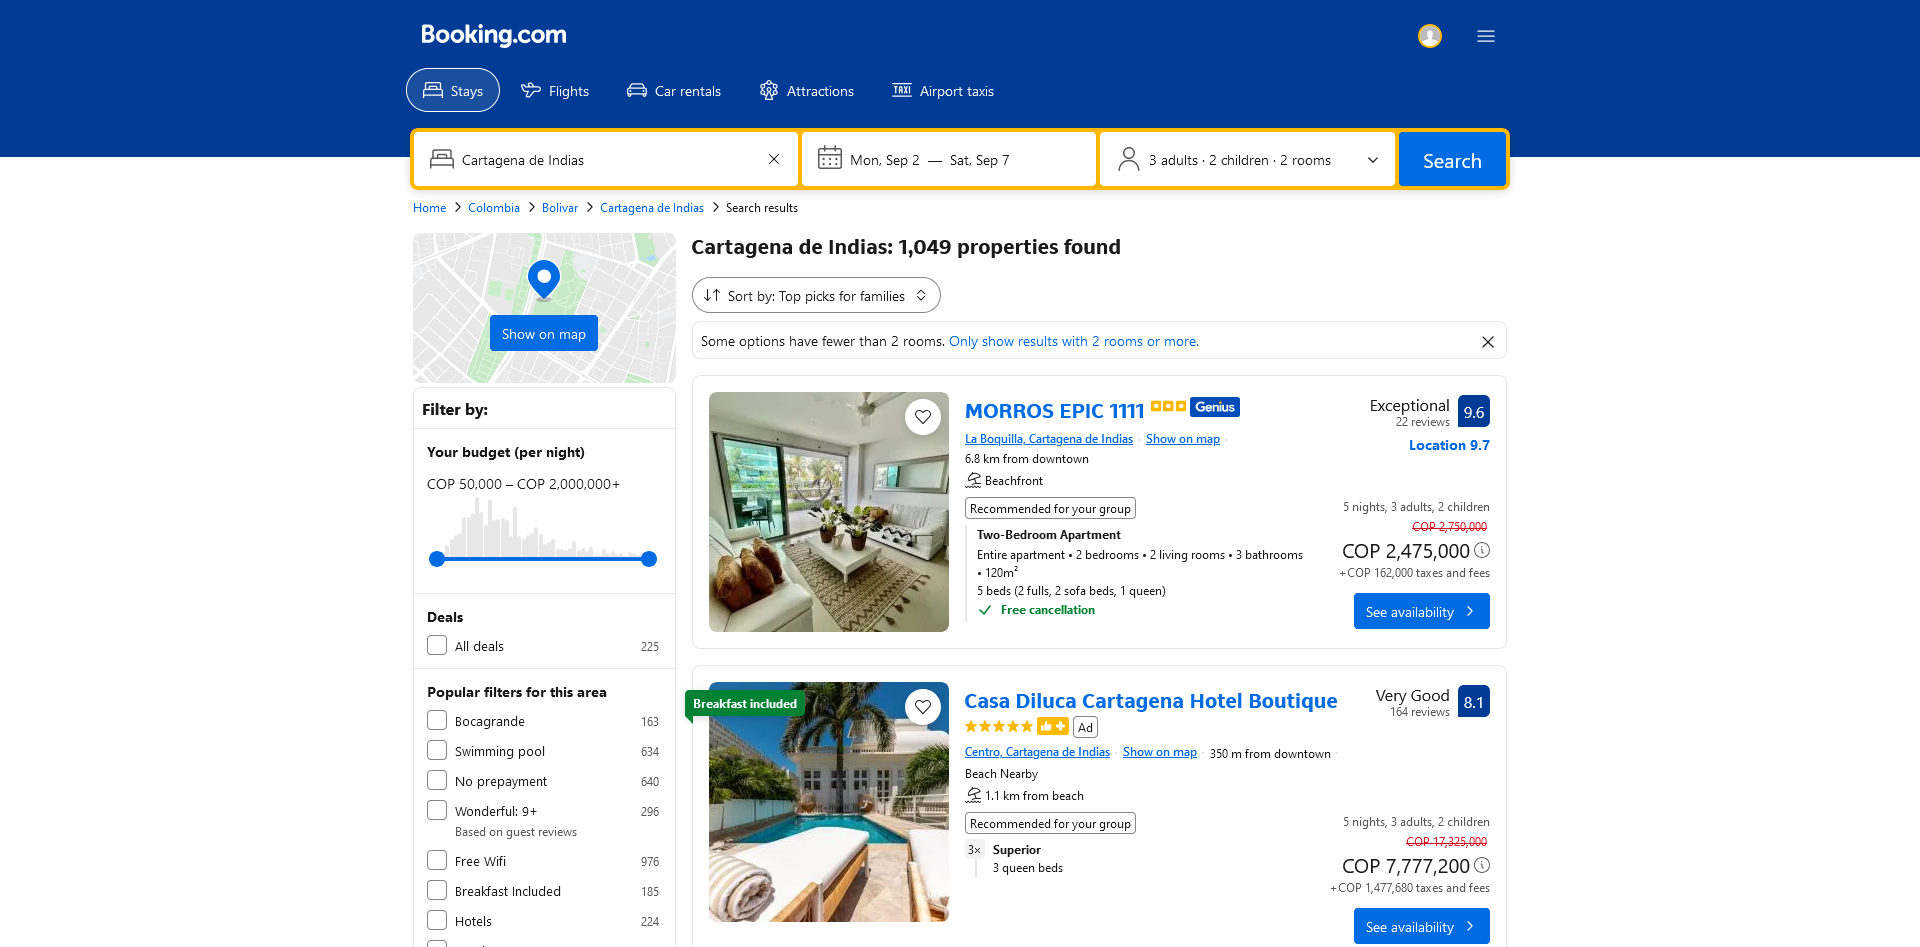 Booking.com
Stays
Flights
Car rentals
Attractions
TAXI
Airport taxis
Cartagena de Indias
Mon, Sep 2 — Sat, Sep 7
3 adults · 2 children · 2 rooms
Search
Home > Colombia > Bolivar > Cartagena de Indias > Search results
Show on map
Filter by:
Your budget (per night)
COP 50,000 – COP 2,000,000+
Deals
All deals 225
Popular filters for this area
Bocagrande 163
Swimming pool 634
No prepayment 640
Wonderful: 9+ 296
Based on guest reviews
Free Wifi 976
Breakfast Included 185
Hotels 224
Cartagena de Indias: 1,049 properties found
Sort by: Top picks for families
Some options have fewer than 2 rooms. Only show results with 2 rooms or more.
MORROS EPIC 1111 Genius
La Boquilla, Cartagena de Indias · Show on map ·
6.8 km from downtown
Beachfront
Recommended for your group
Two-Bedroom Apartment
Entire apartment • 2 bedrooms • 2 living rooms • 3 bathrooms
• 120m²
5 beds (2 fulls, 2 sofa beds, 1 queen)
Free cancellation
Exceptional 9.6
22 reviews
Location 9.7
5 nights, 3 adults, 2 children
COP 2,750,000
COP 2,475,000
+COP 162,000 taxes and fees
See availability
Breakfast included
Casa Diluca Cartagena Hotel Boutique
Ad
Centro, Cartagena de Indias · Show on map · 350 m from downtown ·
Beach Nearby
1.1 km from beach
Recommended for your group
3× Superior
3 queen beds
Very Good 8.1
164 reviews
5 nights, 3 adults, 2 children
COP 17,325,000
COP 7,777,200
+COP 1,477,680 taxes and fees
See availability